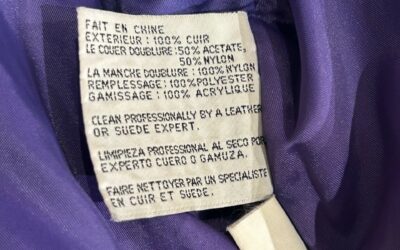 FAIT EN CHINE
EXTERIEUR : 100% CUIR
LE COUER DOUBLURE : 50% ACETATE,
50% NYLON
LA MANCHE DOUBLURE : 100% NYLON
REMPLESSAGE : 100% POLYESTER
GAMISSAGE : 100% ACRYLIQUE
CLEAN PROFESSIONALLY BY A LEATHER
OR SUEDE EXPERT.
LIMIPIEZA PROFESIONAL AL SECO POR
EXPERTO CUERO O GAMUZA.
FAIRE NETTOYER PAR UN SPECIALISTE
EN CUIR ET SUEDE.